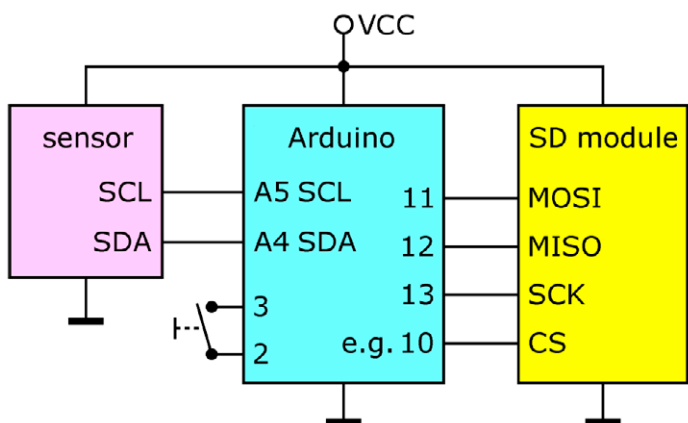 VCC
sensor
SCL
SDA
Arduino
A5 SCL
A4 SDA
3
2
11
12
13
e.g. 10
SD module
MOSI
MISO
SCK
CS